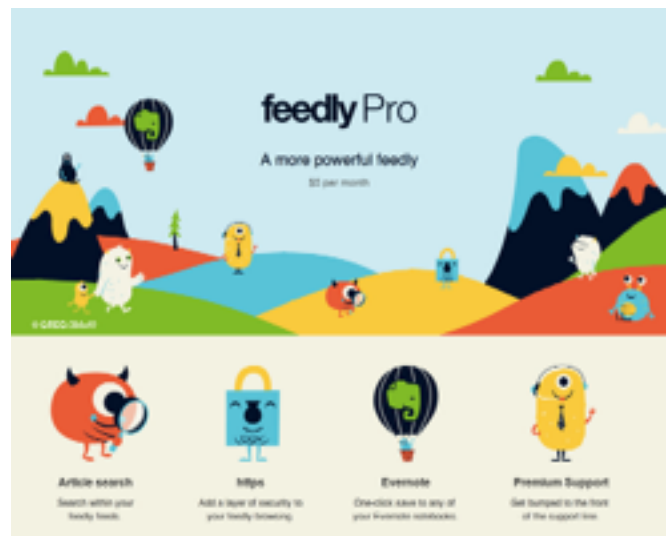 feedly Pro
A more powerful feedly
per month
© GREG
Article search
https
Evernote
Premium Support
Search within your
feedly feeds.
Add a layer of security to
your feedly browsing.
One-click save to any of
your Evernote notebooks.
Get bumped to the front
of the support line.